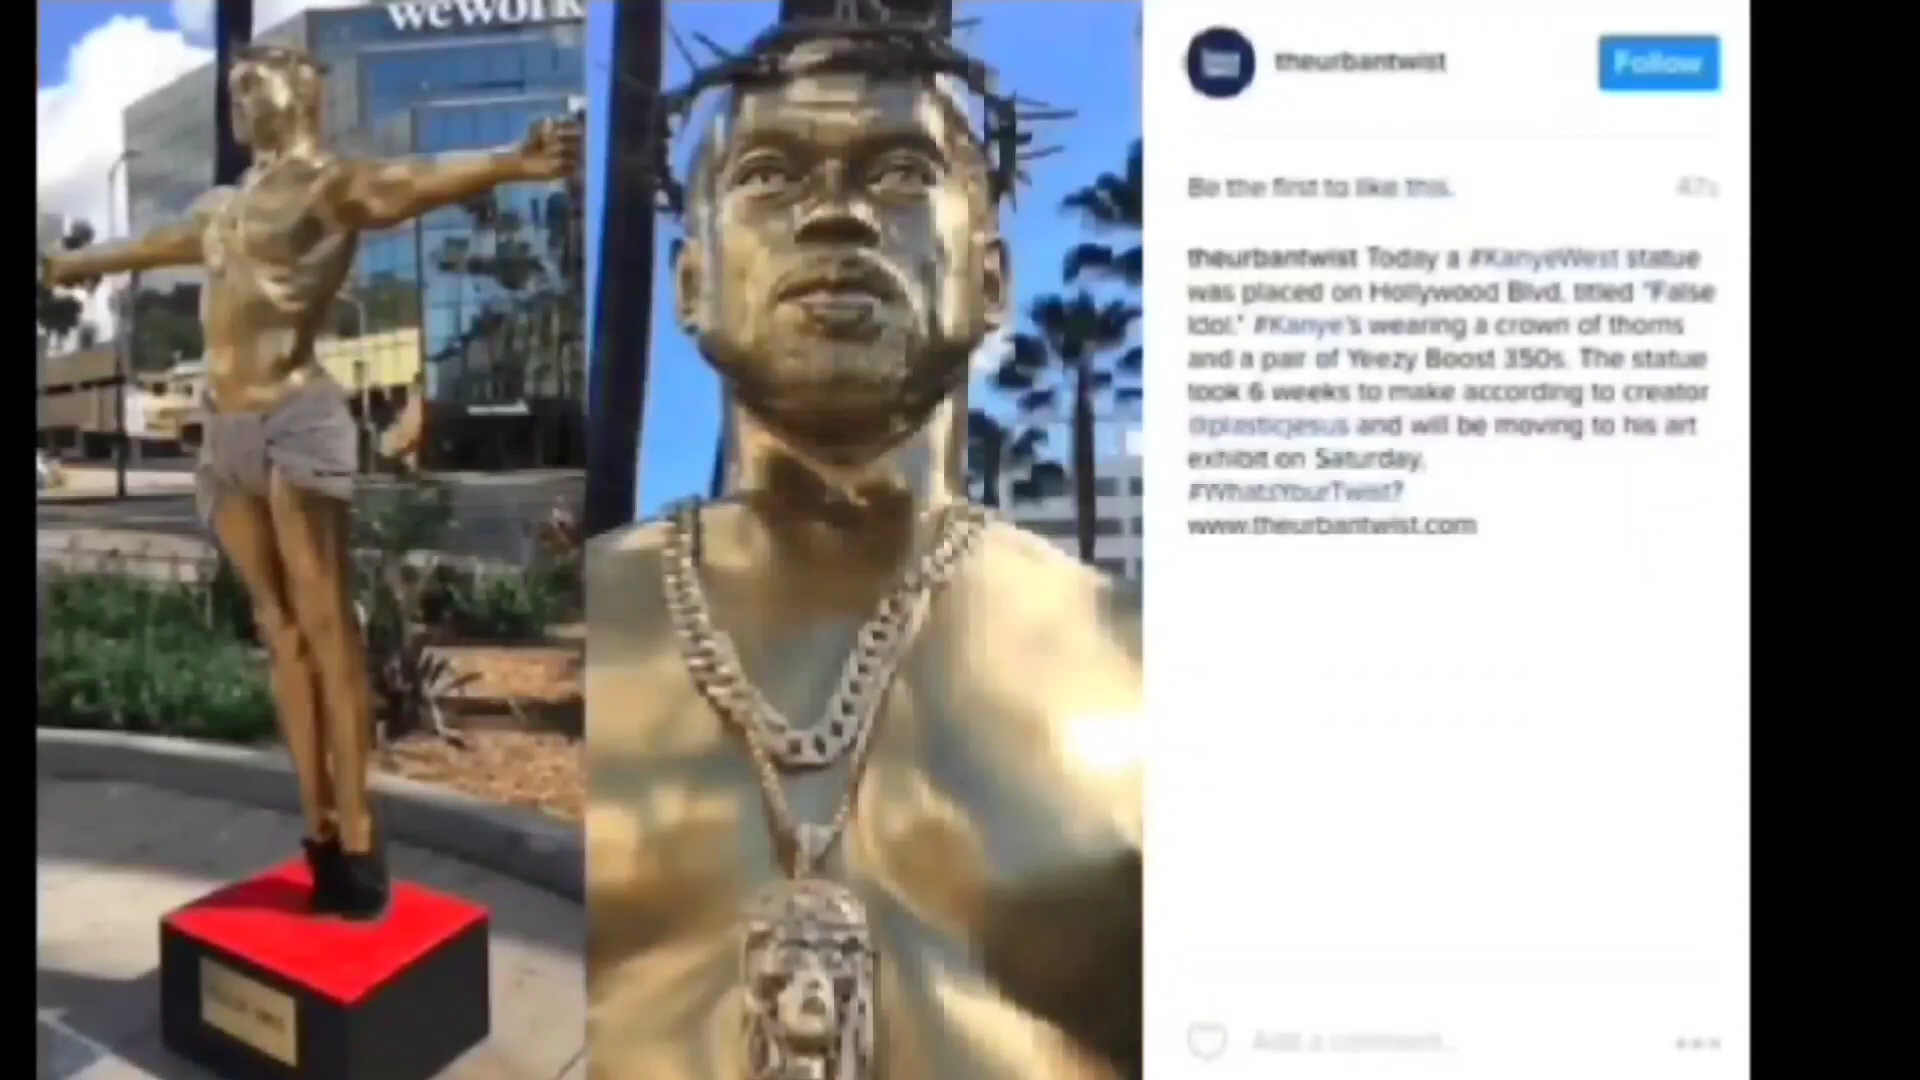 wework
theurbantwist
Follow
Be the first to like this.
47s
theurbantwist Today a #KanyeWest statue
was placed on Hollywood Blvd. titled "False
Idol." #Kanye's wearing a crown of thorns
and a pair of Yeezy Boost 350s. The statue
took 6 weeks to make according to creator
@plasticjesus and will be moving to his art
exhibit on Saturday.
#WhatsYourTwist?
www.theurbantwist.com
Add a comment...